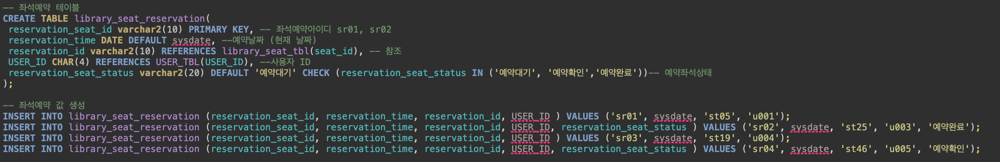 -- 좌석예약 테이블
CREATE TABLE library_seat_reservation(
reservation_seat_id varchar2(10) PRIMARY KEY, -- 좌석예약아이디 sr01, sr02
reservation_time DATE DEFAULT sysdate, --예약날짜 (현재 날짜)
reservation_id varchar2(10) REFERENCES library_seat_tbl(seat_id), -- 참조
USER_ID CHAR(4) REFERENCES USER_TBL(USER_ID), --사용자 ID
reservation_seat_status varchar2(20) DEFAULT '예약대기' CHECK (reservation_seat_status IN ('예약대기', '예약확인','예약완료'))-- 예약좌석상태
);
-- 좌석예약 값 생성
INSERT INTO library_seat_reservation (reservation_seat_id, reservation_time, reservation_id, USER_ID ) VALUES ('sr01', sysdate, 'st05', 'u001');
INSERT INTO library_seat_reservation (reservation_seat_id, reservation_time, reservation_id, USER_ID, reservation_seat_status ) VALUES ('sr02', sysdate, 'st25', 'u003', '예약완료');
INSERT INTO library_seat_reservation (reservation_seat_id, reservation_time, reservation_id, USER_ID ) VALUES ('sr03', sysdate, 'st19', 'u004');
INSERT INTO library_seat_reservation (reservation_seat_id, reservation_time, reservation_id, USER_ID, reservation_seat_status ) VALUES ('sr04', sysdate, 'st46', 'u005', '예약확인');